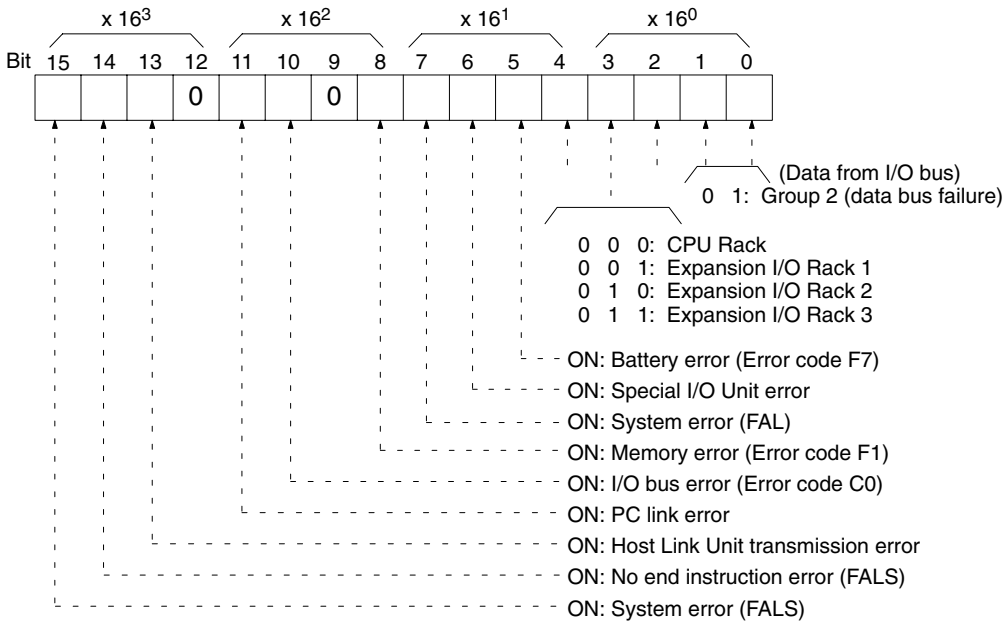 x 16³ x 16² x 16¹ x 16⁰
Bit 15 14 13 12 11 10 9 8 7 6 5 4 3 2 1 0
0 0
(Data from I/O bus)
0 1: Group 2 (data bus failure)
0 0 0: CPU Rack
0 0 1: Expansion I/O Rack 1
0 1 0: Expansion I/O Rack 2
0 1 1: Expansion I/O Rack 3
ON: Battery error (Error code F7)
ON: Special I/O Unit error
ON: System error (FAL)
ON: Memory error (Error code F1)
ON: I/O bus error (Error code C0)
ON: PC link error
ON: Host Link Unit transmission error
ON: No end instruction error (FALS)
ON: System error (FALS)